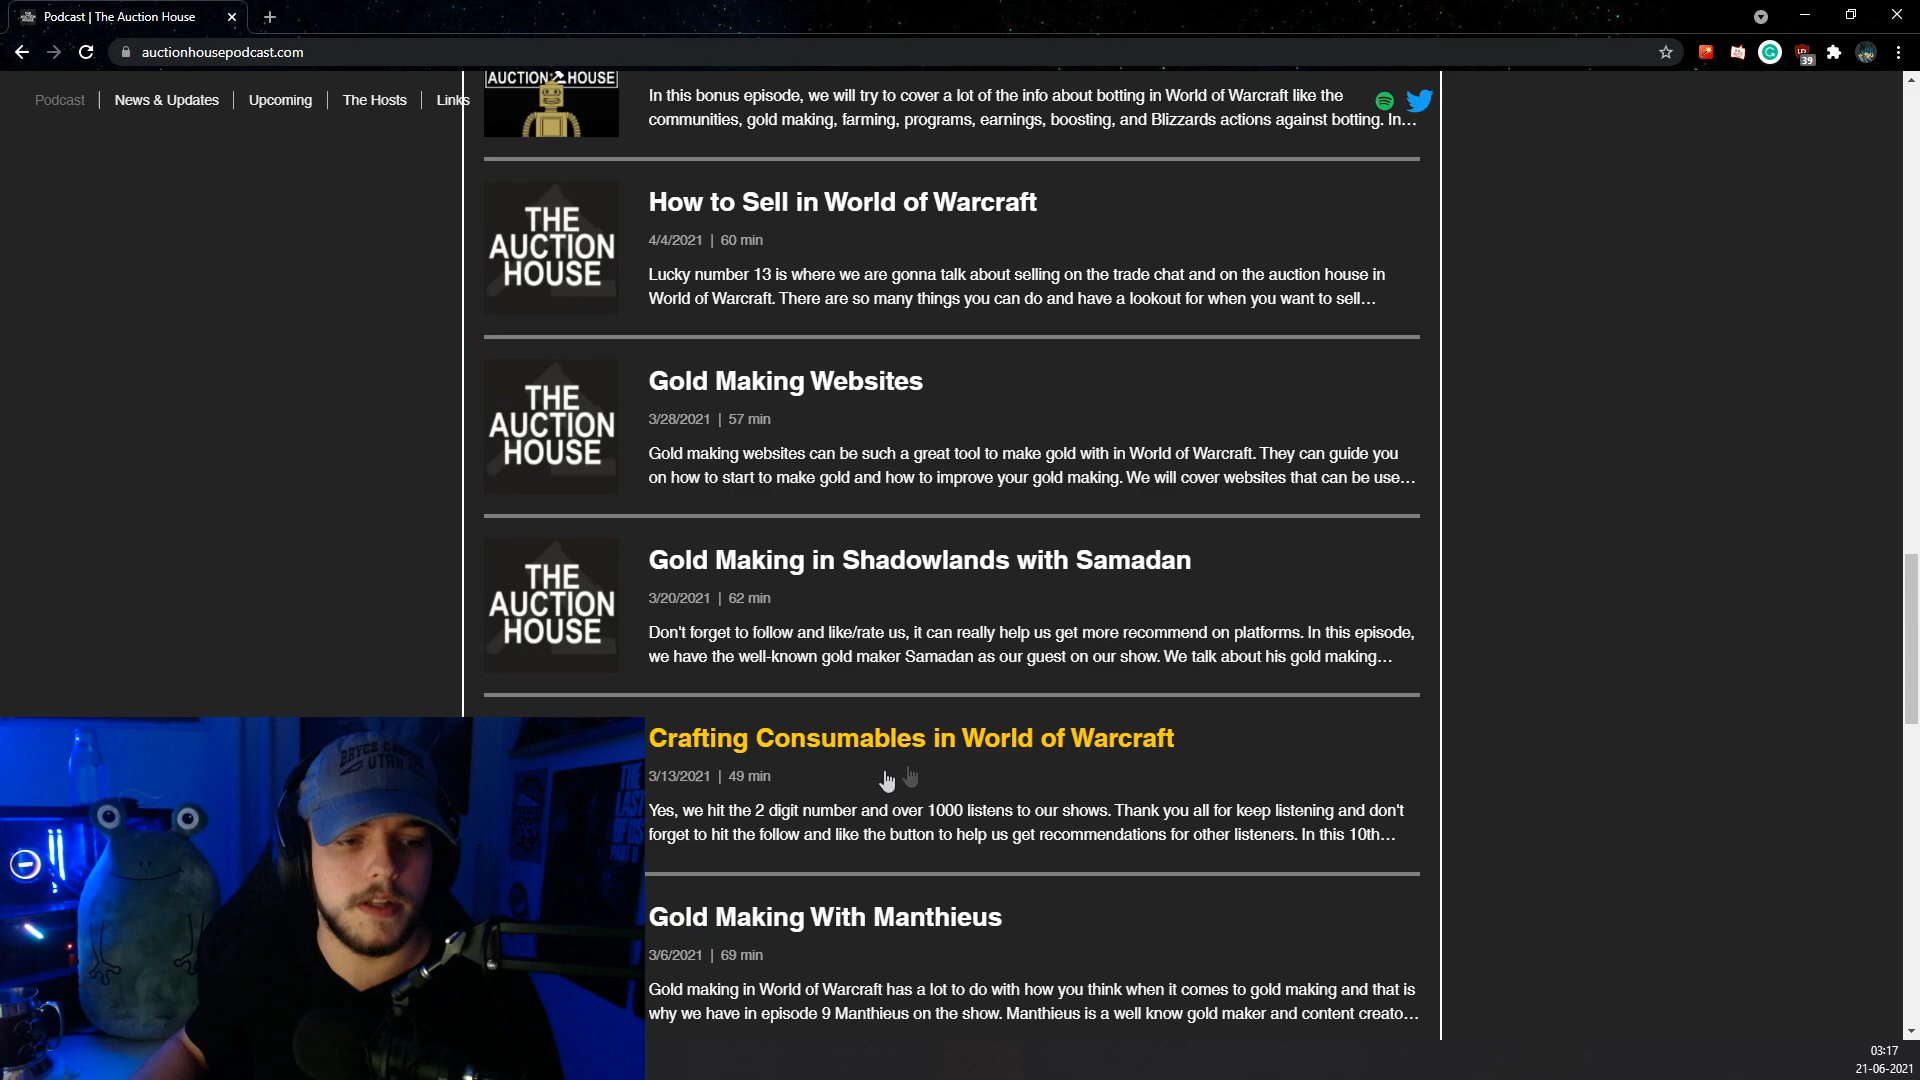 Podcast | The Auction House
auctionhousepodcast.com
39
Podcast | News & Updates | Upcoming | The Hosts | Links
AUCTION HOUSE
In this bonus episode, we will try to cover a lot of the info about botting in World of Warcraft like the
communities, gold making, farming, programs, earnings, boosting, and Blizzards actions against botting. In...
THE
AUCTION
HOUSE
How to Sell in World of Warcraft
4/4/2021 | 60 min
Lucky number 13 is where we are gonna talk about selling on the trade chat and on the auction house in
World of Warcraft. There are so many things you can do and have a lookout for when you want to sell...
THE
AUCTION
HOUSE
Gold Making Websites
3/28/2021 | 57 min
Gold making websites can be such a great tool to make gold with in World of Warcraft. They can guide you
on how to start to make gold and how to improve your gold making. We will cover websites that can be use...
THE
AUCTION
HOUSE
Gold Making in Shadowlands with Samadan
3/20/2021 | 62 min
Don't forget to follow and like/rate us, it can really help us get more recommend on platforms. In this episode,
we have the well-known gold maker Samadan as our guest on our show. We talk about his gold making...
Crafting Consumables in World of Warcraft
3/13/2021 | 49 min
Yes, we hit the 2 digit number and over 1000 listens to our shows. Thank you all for keep listening and don't
forget to hit the follow and like the button to help us get recommendations for other listeners. In this 10th...
Gold Making With Manthieus
3/6/2021 | 69 min
Gold making in World of Warcraft has a lot to do with how you think when it comes to gold making and that is
why we have in episode 9 Manthieus on the show. Manthieus is a well know gold maker and content creato...
UTAH
THE
LAST
OF US
PART II
03:17
21-06-2021